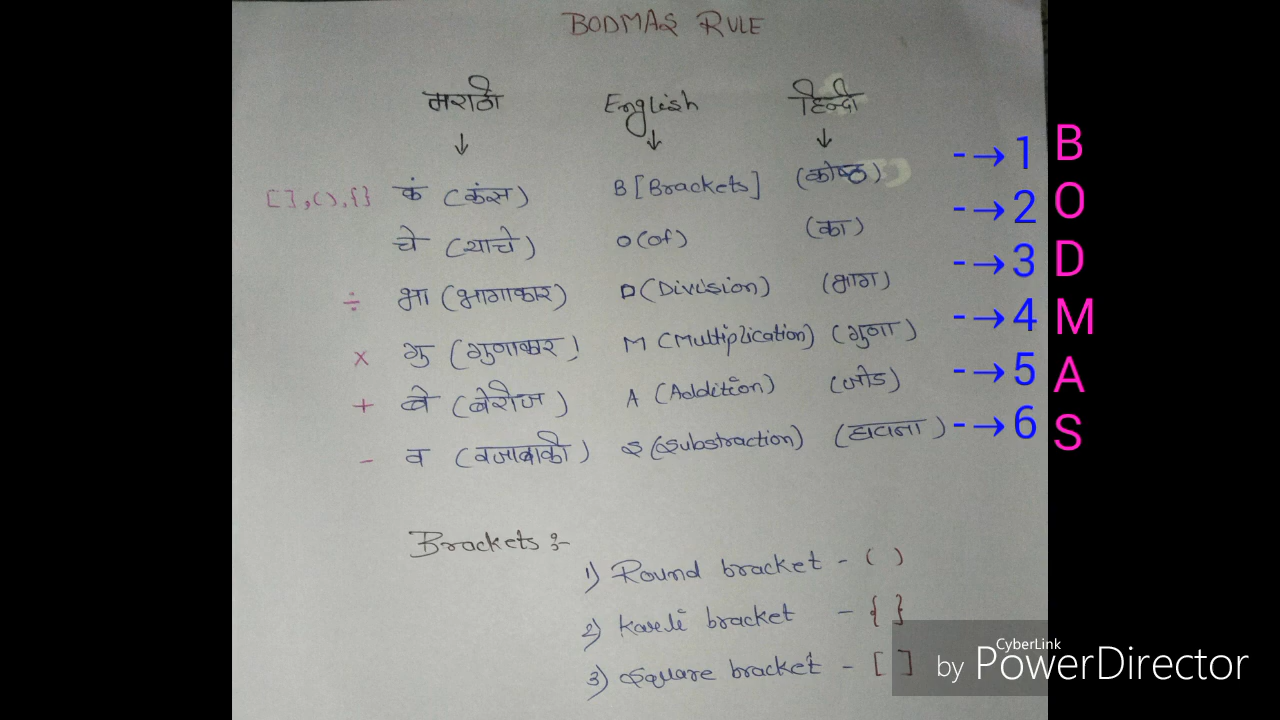 BODMAS RULE
मराठी English हिन्दी
↓ ↓ ↓
[ ], ( ), { } कं (कंस) B [Brackets] (कोष्ठ) --→ 1 B
चे (याचे) O (of) (का) --→ 2 O
÷ भा (भागाकार) D (Division) (भाग) --→ 3 D
× गु (गुणाकार) M (Multiplication) (गुणा) --→ 4 M
+ बे (बेरीज) A (Addition) (जोड) --→ 5 A
- व (वजाबाकी) S (Substraction) (घटवना) --→ 6 S
Brackets :-
1) Round bracket - ( )
2) Kareli bracket - { }
3) Square bracket - [ ]
CyberLink
by PowerDirector